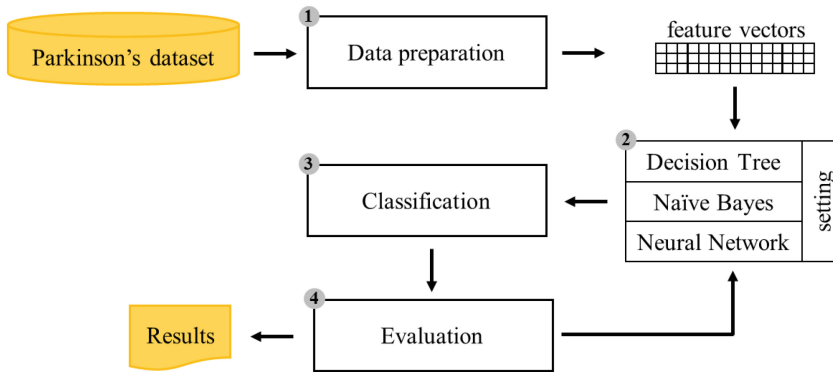 Parkinson's dataset
1
Data preparation
feature vectors
2
Decision Tree
Naïve Bayes
Neural Network
setting
3
Classification
4
Evaluation
Results